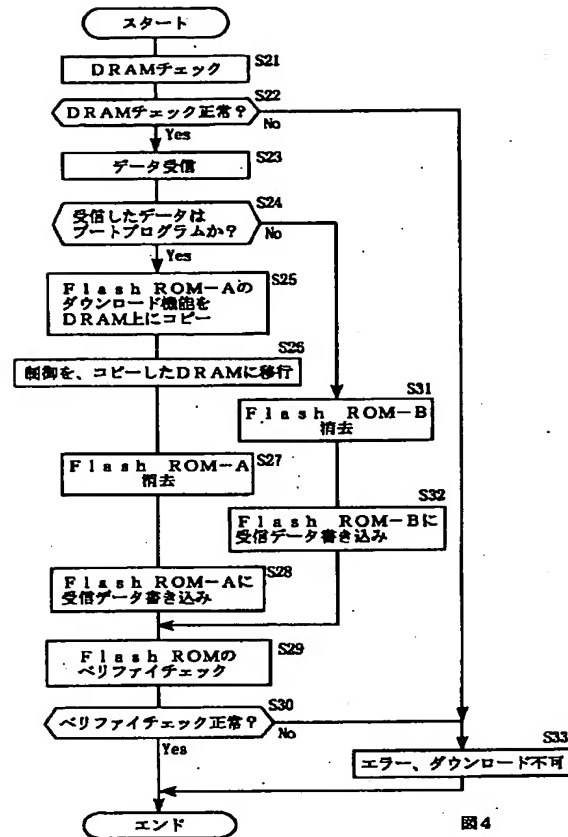 スタート
S21
DRAMチェック
S22
DRAMチェック正常?
No
Yes
S23
データ受信
S24
受信したデータは
ブートプログラムか?
No
Yes
S25
Flash ROM-Aの
ダウンロード機能を
DRAM上にコピー
S26
制御を、コピーしたDRAMに移行
S31
Flash ROM-B
消去
S27
Flash ROM-A
消去
S32
Flash ROM-Bに
受信データ書き込み
S28
Flash ROM-Aに
受信データ書き込み
S29
Flash ROMの
ベリファイチェック
S30
ベリファイチェック正常?
No
Yes
S33
エラー、ダウンロード不可
エンド
図4